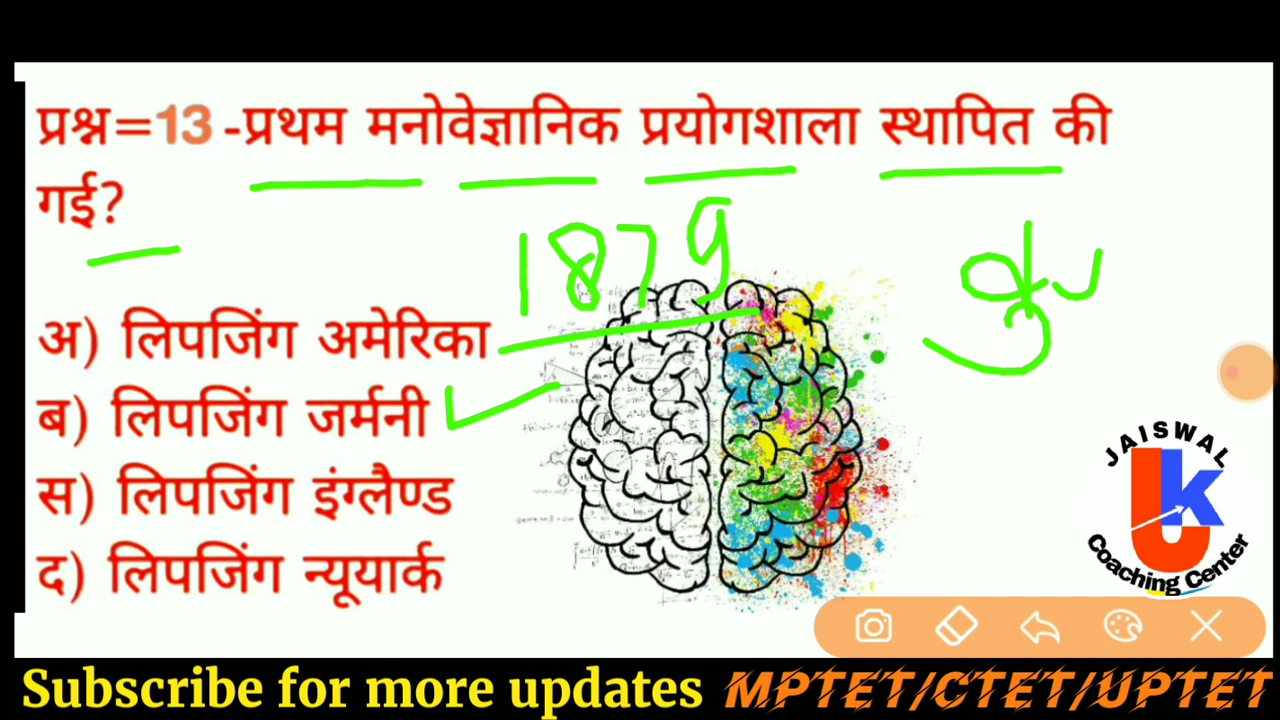 प्रश्न=13 -प्रथम मनोवेज्ञानिक प्रयोगशाला स्थापित की
गई?
1879
अ) लिपजिंग अमेरिका
ब) लिपजिंग जर्मनी
स) लिपजिंग इंग्लैण्ड
द) लिपजिंग न्यूयार्क
JAISWAL
JK
Coaching Center
Subscribe for more updates MPTET/CTET/UPTET